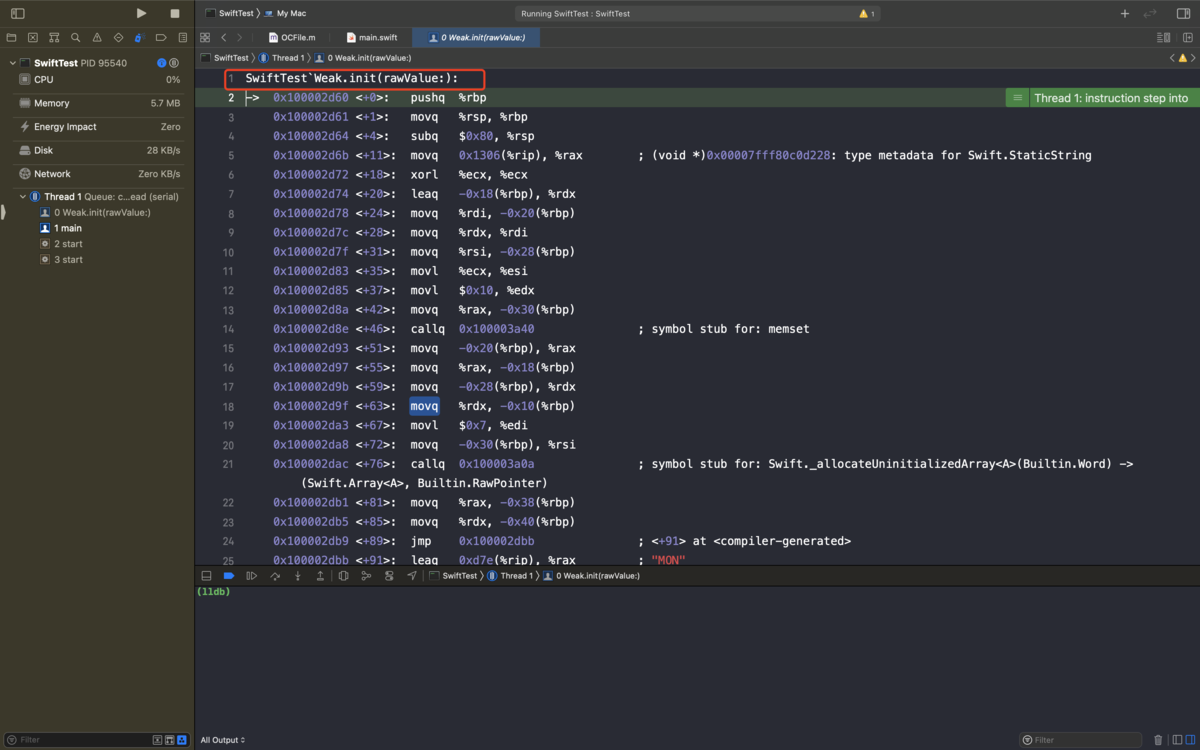 SwiftTest 〉 My Mac
Running SwiftTest : SwiftTest
1
OCFile.m
main.swift
0 Weak.init(rawValue:)
SwiftTest 〉 Thread 1 〉 0 Weak.init(rawValue:)
SwiftTest PID 95540
CPU 0%
Memory 5.7 MB
Energy Impact Zero
Disk 28 KB/s
Network Zero KB/s
Thread 1 Queue: c...ead (serial)
0 Weak.init(rawValue:)
1 main
2 start
3 start
1 SwiftTest`Weak.init(rawValue:):
2 -> 0x100002d60 <+0>: pushq %rbp
Thread 1: instruction step into
3 0x100002d61 <+1>: movq %rsp, %rbp
4 0x100002d64 <+4>: subq $0x80, %rsp
5 0x100002d6b <+11>: movq 0x1306(%rip), %rax ; (void *)0x00007fff80c0d228: type metadata for Swift.StaticString
6 0x100002d72 <+18>: xorl %ecx, %ecx
7 0x100002d74 <+20>: leaq -0x18(%rbp), %rdx
8 0x100002d78 <+24>: movq %rdi, -0x20(%rbp)
9 0x100002d7c <+28>: movq %rdx, %rdi
10 0x100002d7f <+31>: movq %rsi, -0x28(%rbp)
11 0x100002d83 <+35>: movl %ecx, %esi
12 0x100002d85 <+37>: movl $0x10, %edx
13 0x100002d8a <+42>: movq %rax, -0x30(%rbp)
14 0x100002d8e <+46>: callq 0x100003a40 ; symbol stub for: memset
15 0x100002d93 <+51>: movq -0x20(%rbp), %rax
16 0x100002d97 <+55>: movq %rax, -0x18(%rbp)
17 0x100002d9b <+59>: movq -0x28(%rbp), %rdx
18 0x100002d9f <+63>: movq %rdx, -0x10(%rbp)
19 0x100002da3 <+67>: movl $0x7, %edi
20 0x100002da8 <+72>: movq -0x30(%rbp), %rsi
21 0x100002dac <+76>: callq 0x100003a0a ; symbol stub for: Swift._allocateUninitializedArray<A>(Builtin.Word) ->
(Swift.Array<A>, Builtin.RawPointer)
22 0x100002db1 <+81>: movq %rax, -0x38(%rbp)
23 0x100002db5 <+85>: movq %rdx, -0x40(%rbp)
24 0x100002db9 <+89>: jmp 0x100002dbb ; <+91> at <compiler-generated>
25 0x100002dbb <+91>: leaq 0xd7e(%rip), %rax ; "MON"
SwiftTest 〉 Thread 1 〉 0 Weak.init(rawValue:)
(lldb)
Filter
All Output
Filter